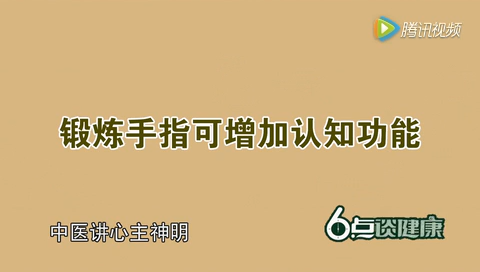 腾讯视频
锻炼手指可增加认知功能
中医讲心主神明
6点谈健康